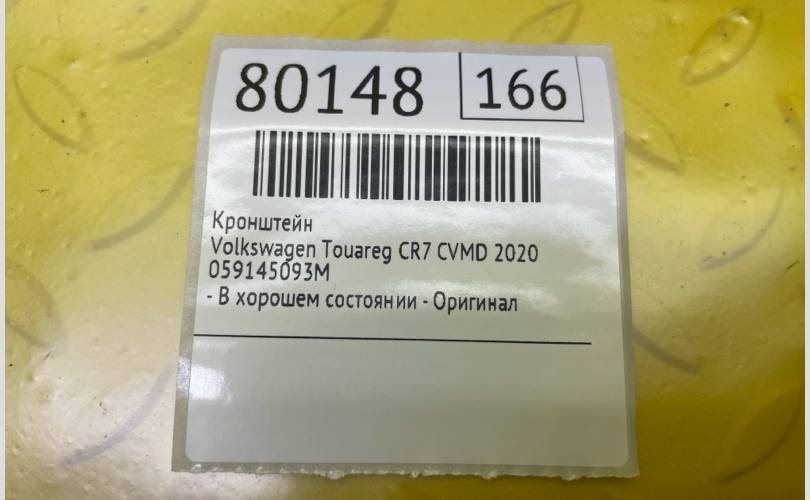 80148 166
Кронштейн
Volkswagen Touareg CR7 CVMD 2020
059145093M
- В хорошем состоянии - Оригинал